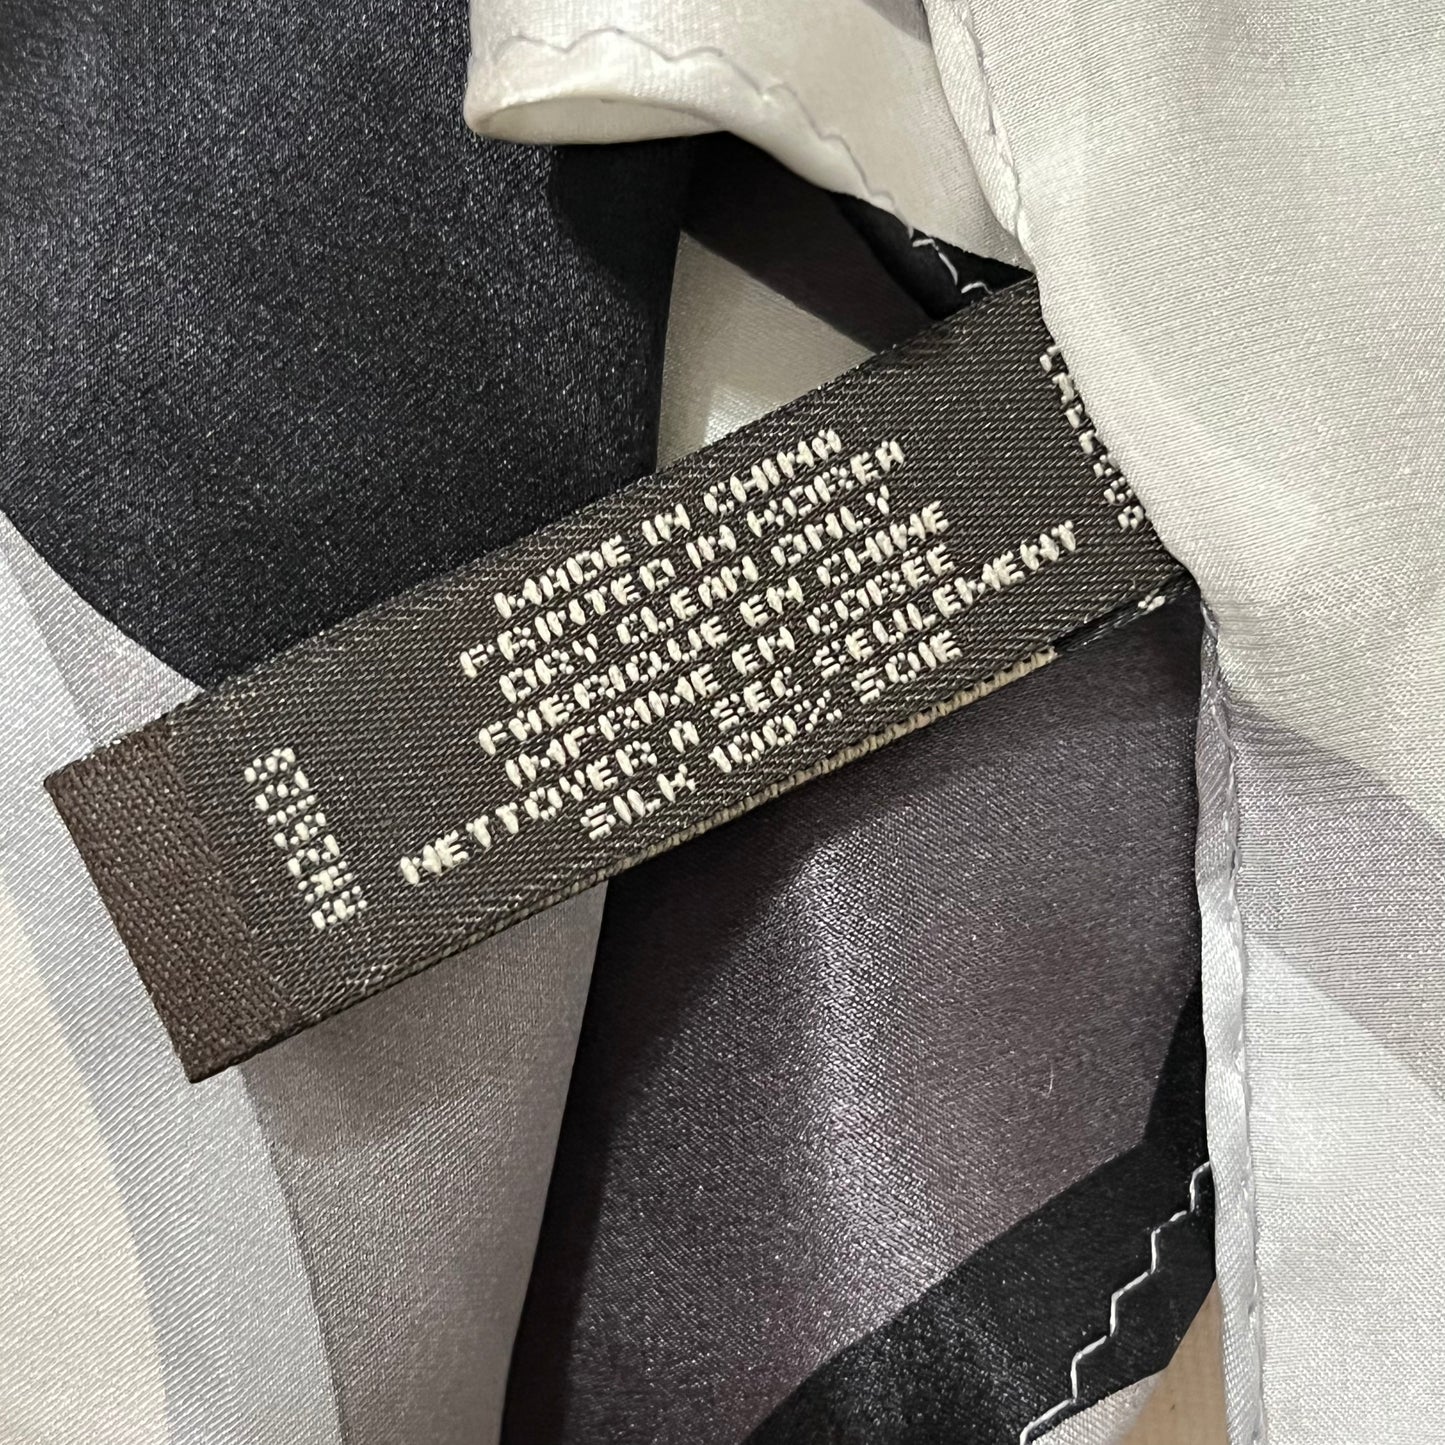 MADE IN CHINA
PRINTED IN KOREA
DRY CLEAN ONLY
FABRIQUE EN CHINE
IMPRIME EN COREE
NETTOYER A SEC SEULEMENT
SILK 100% SOIE